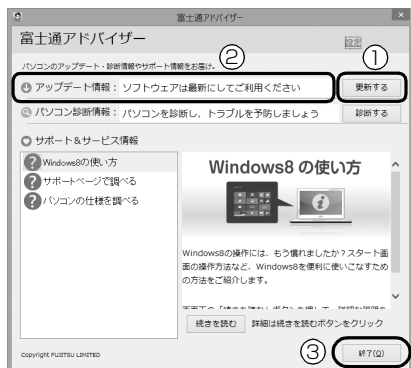 富士通アドバイザー
富士通アドバイザー
設定
パソコンのアップデート・診断情報やサポート情報をお届け。
②
①
アップデート情報: ソフトウェアは最新にしてご利用ください
更新する
パソコン診断情報: パソコンを診断し、トラブルを予防しましょう
診断する
サポート&サービス情報
Windows8の使い方
サポートページで調べる
パソコンの仕様を調べる
Windows8 の使い方
Windows8の操作には、もう慣れましたか?スタート画
面の操作方法など、Windows8を便利に使いこなすため
の方法をご紹介します。
続きを読む
詳細は続きを読むボタンをクリック
③
Copyright FUJITSU LIMITED
終了(Q)